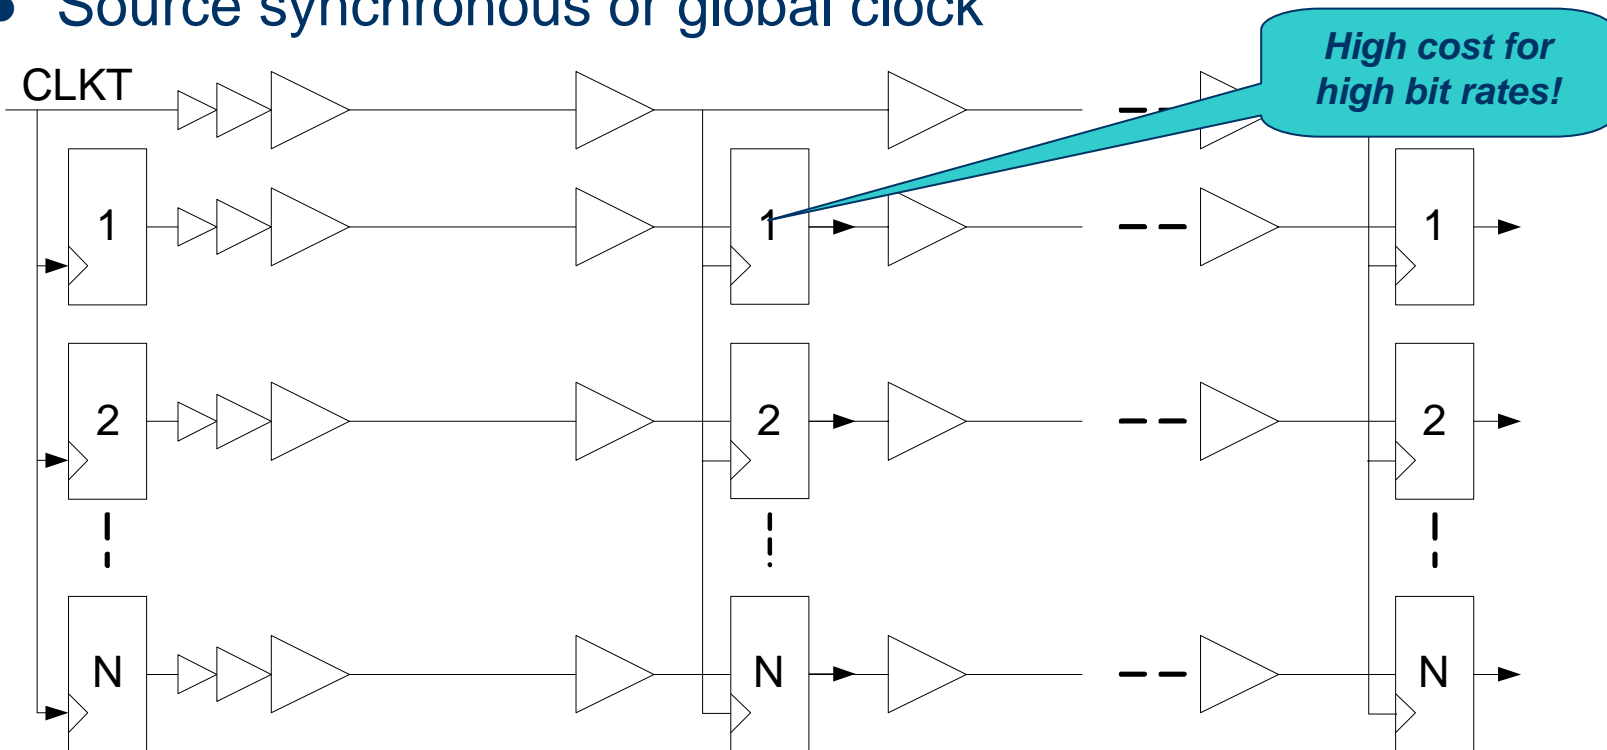 Source synchronous or global clock
High cost for
high bit rates!
CLKT
1
1
1
2
2
2
N
N
N